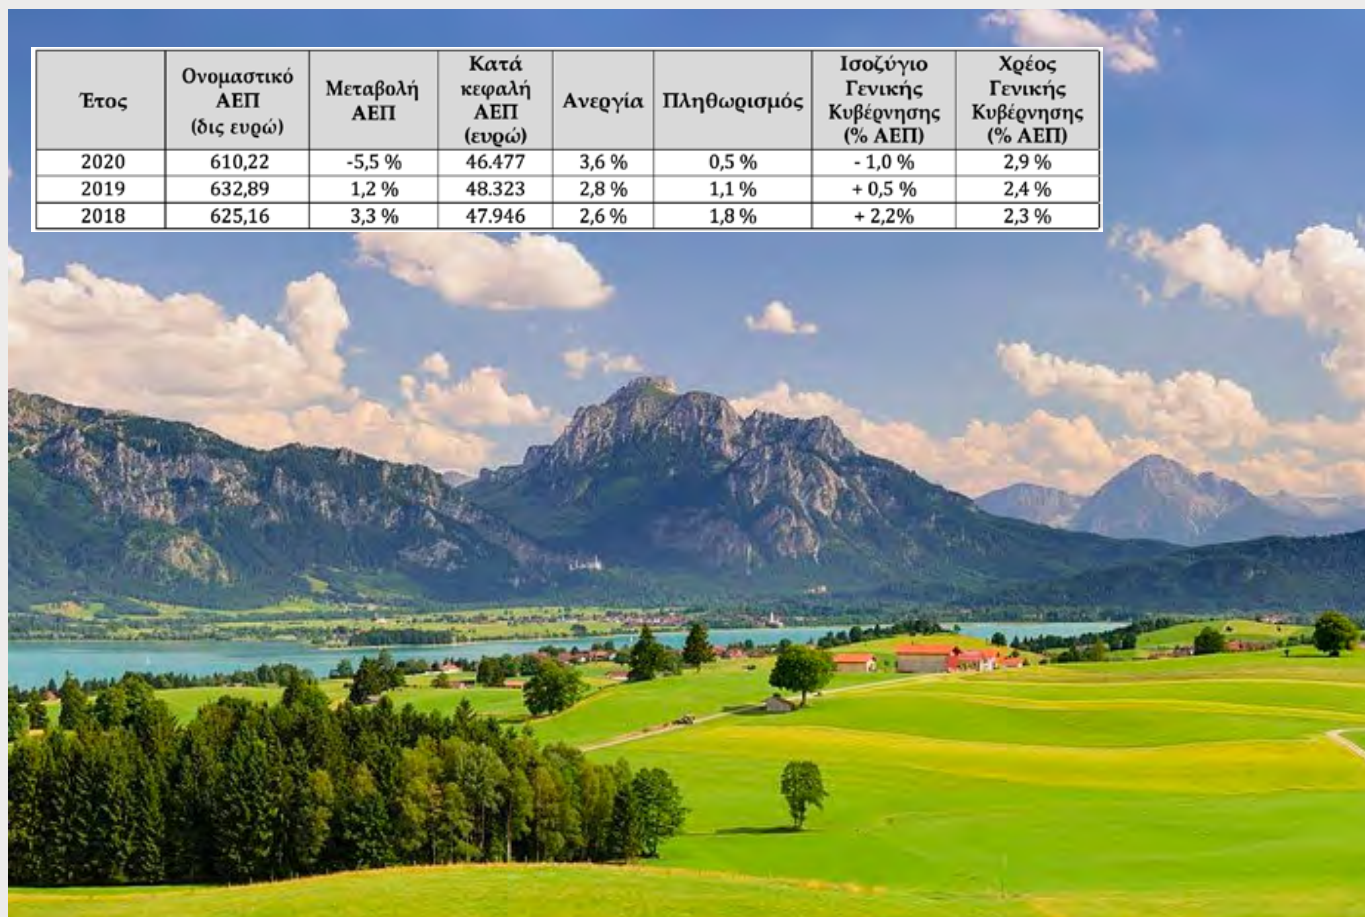 Έτος Ονομαστικό ΑΕΠ (δις ευρώ) Μεταβολή ΑΕΠ Κατά κεφαλή ΑΕΠ (ευρώ) Ανεργία Πληθωρισμός Ισοζύγιο Γενικής Κυβέρνησης (% ΑΕΠ) Χρέος Γενικής Κυβέρνησης (% ΑΕΠ)
2020 610,22 -5,5 % 46.477 3,6 % 0,5 % - 1,0 % 2,9 %
2019 632,89 1,2 % 48.323 2,8 % 1,1 % + 0,5 % 2,4 %
2018 625,16 3,3 % 47.946 2,6 % 1,8 % + 2,2% 2,3 %